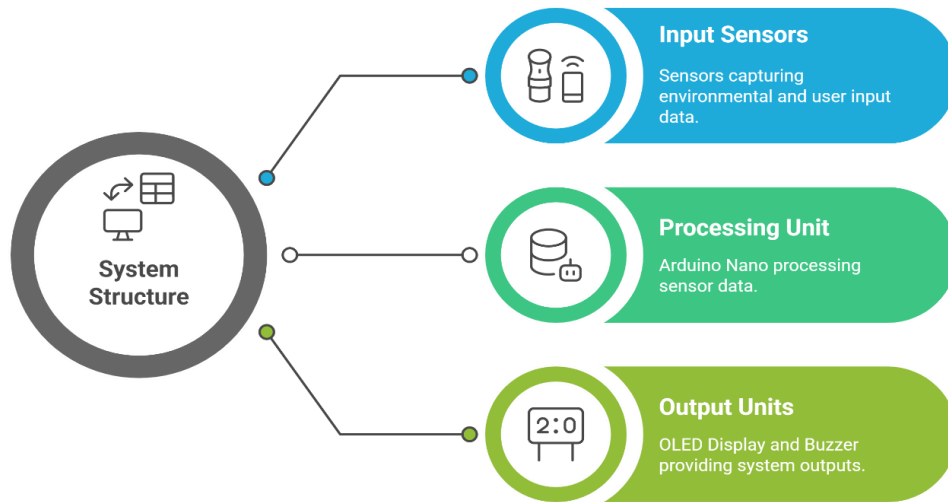 System
Structure
Input Sensors
Sensors capturing
environmental and user input
data.
Processing Unit
Arduino Nano processing
sensor data.
2:0
Output Units
OLED Display and Buzzer
providing system outputs.